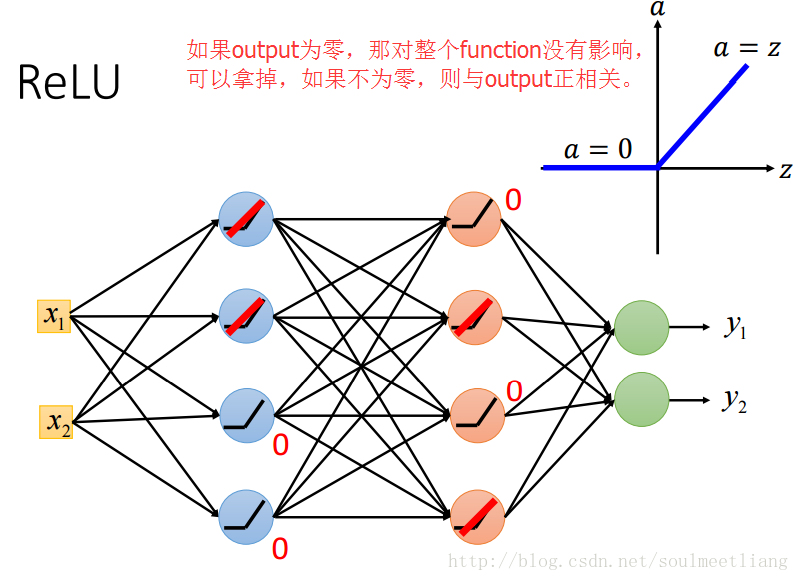 ReLU
如果output为零，那对整个function没有影响，
可以拿掉，如果不为零，则与output正相关。
a
a = z
a = 0
z
0
x₁
0
x₂
0
0
y₁
y₂
http://blog.csdn.net/soulmeetliang